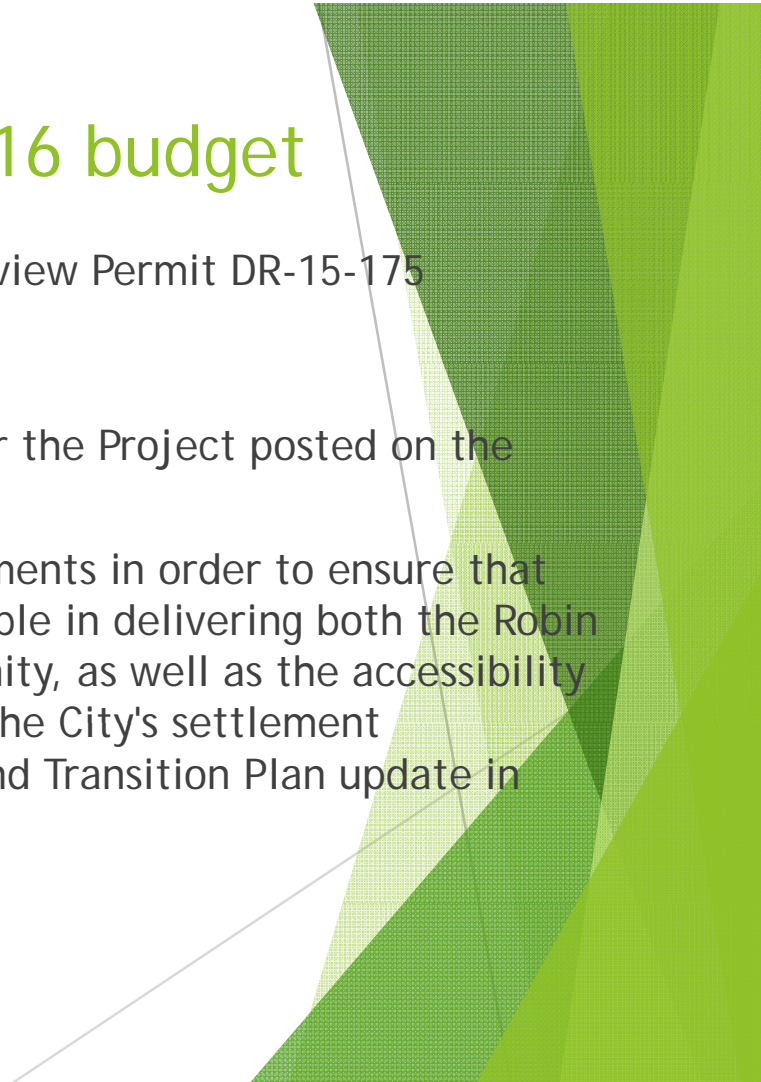 16 budget
view Permit DR-15-175
r the Project posted on the
ments in order to ensure that
ble in delivering both the Robin
nity, as well as the accessibility
the City's settlement
nd Transition Plan update in